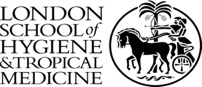 LONDON
SCHOOL of
HYGIENE
& TROPICAL
MEDICINE